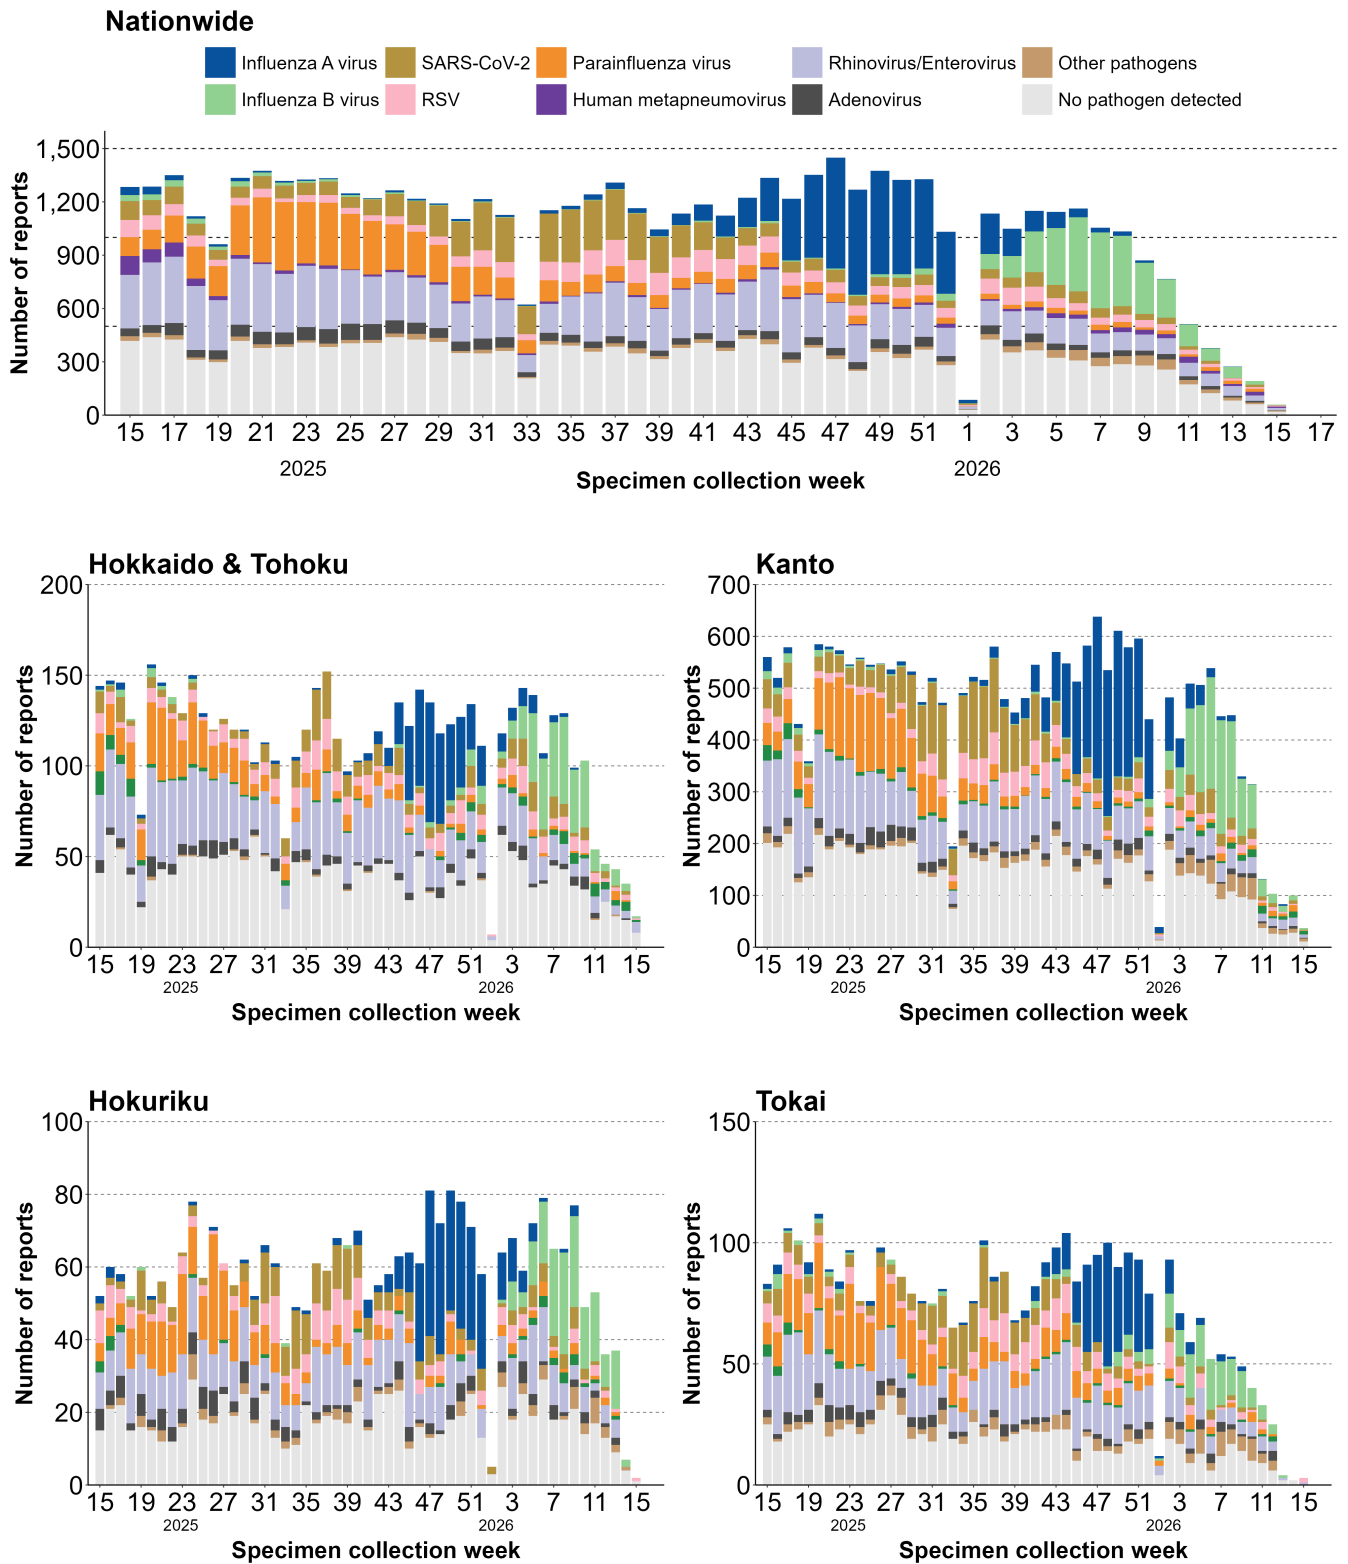 Nationwide
Influenza A virus SARS-CoV-2 Parainfluenza virus Rhinovirus/Enterovirus Other pathogens
Influenza B virus RSV Human metapneumovirus Adenovirus No pathogen detected
Number of reports
1,500
1,200
900
600
300
0
15 17 19 21 23 25 27 29 31 33 35 37 39 41 43 45 47 49 51 1 3 5 7 9 11 13 15 17
2025 2026
Specimen collection week
Hokkaido & Tohoku
Number of reports
200
150
100
50
0
15 19 23 27 31 35 39 43 47 51 3 7 11 15
2025 2026
Specimen collection week
Kanto
Number of reports
700
600
500
400
300
200
100
0
15 19 23 27 31 35 39 43 47 51 3 7 11 15
2025 2026
Specimen collection week
Hokuriku
Number of reports
100
80
60
40
20
0
15 19 23 27 31 35 39 43 47 51 3 7 11 15
2025 2026
Specimen collection week
Tokai
Number of reports
150
100
50
0
15 19 23 27 31 35 39 43 47 51 3 7 11 15
2025 2026
Specimen collection week